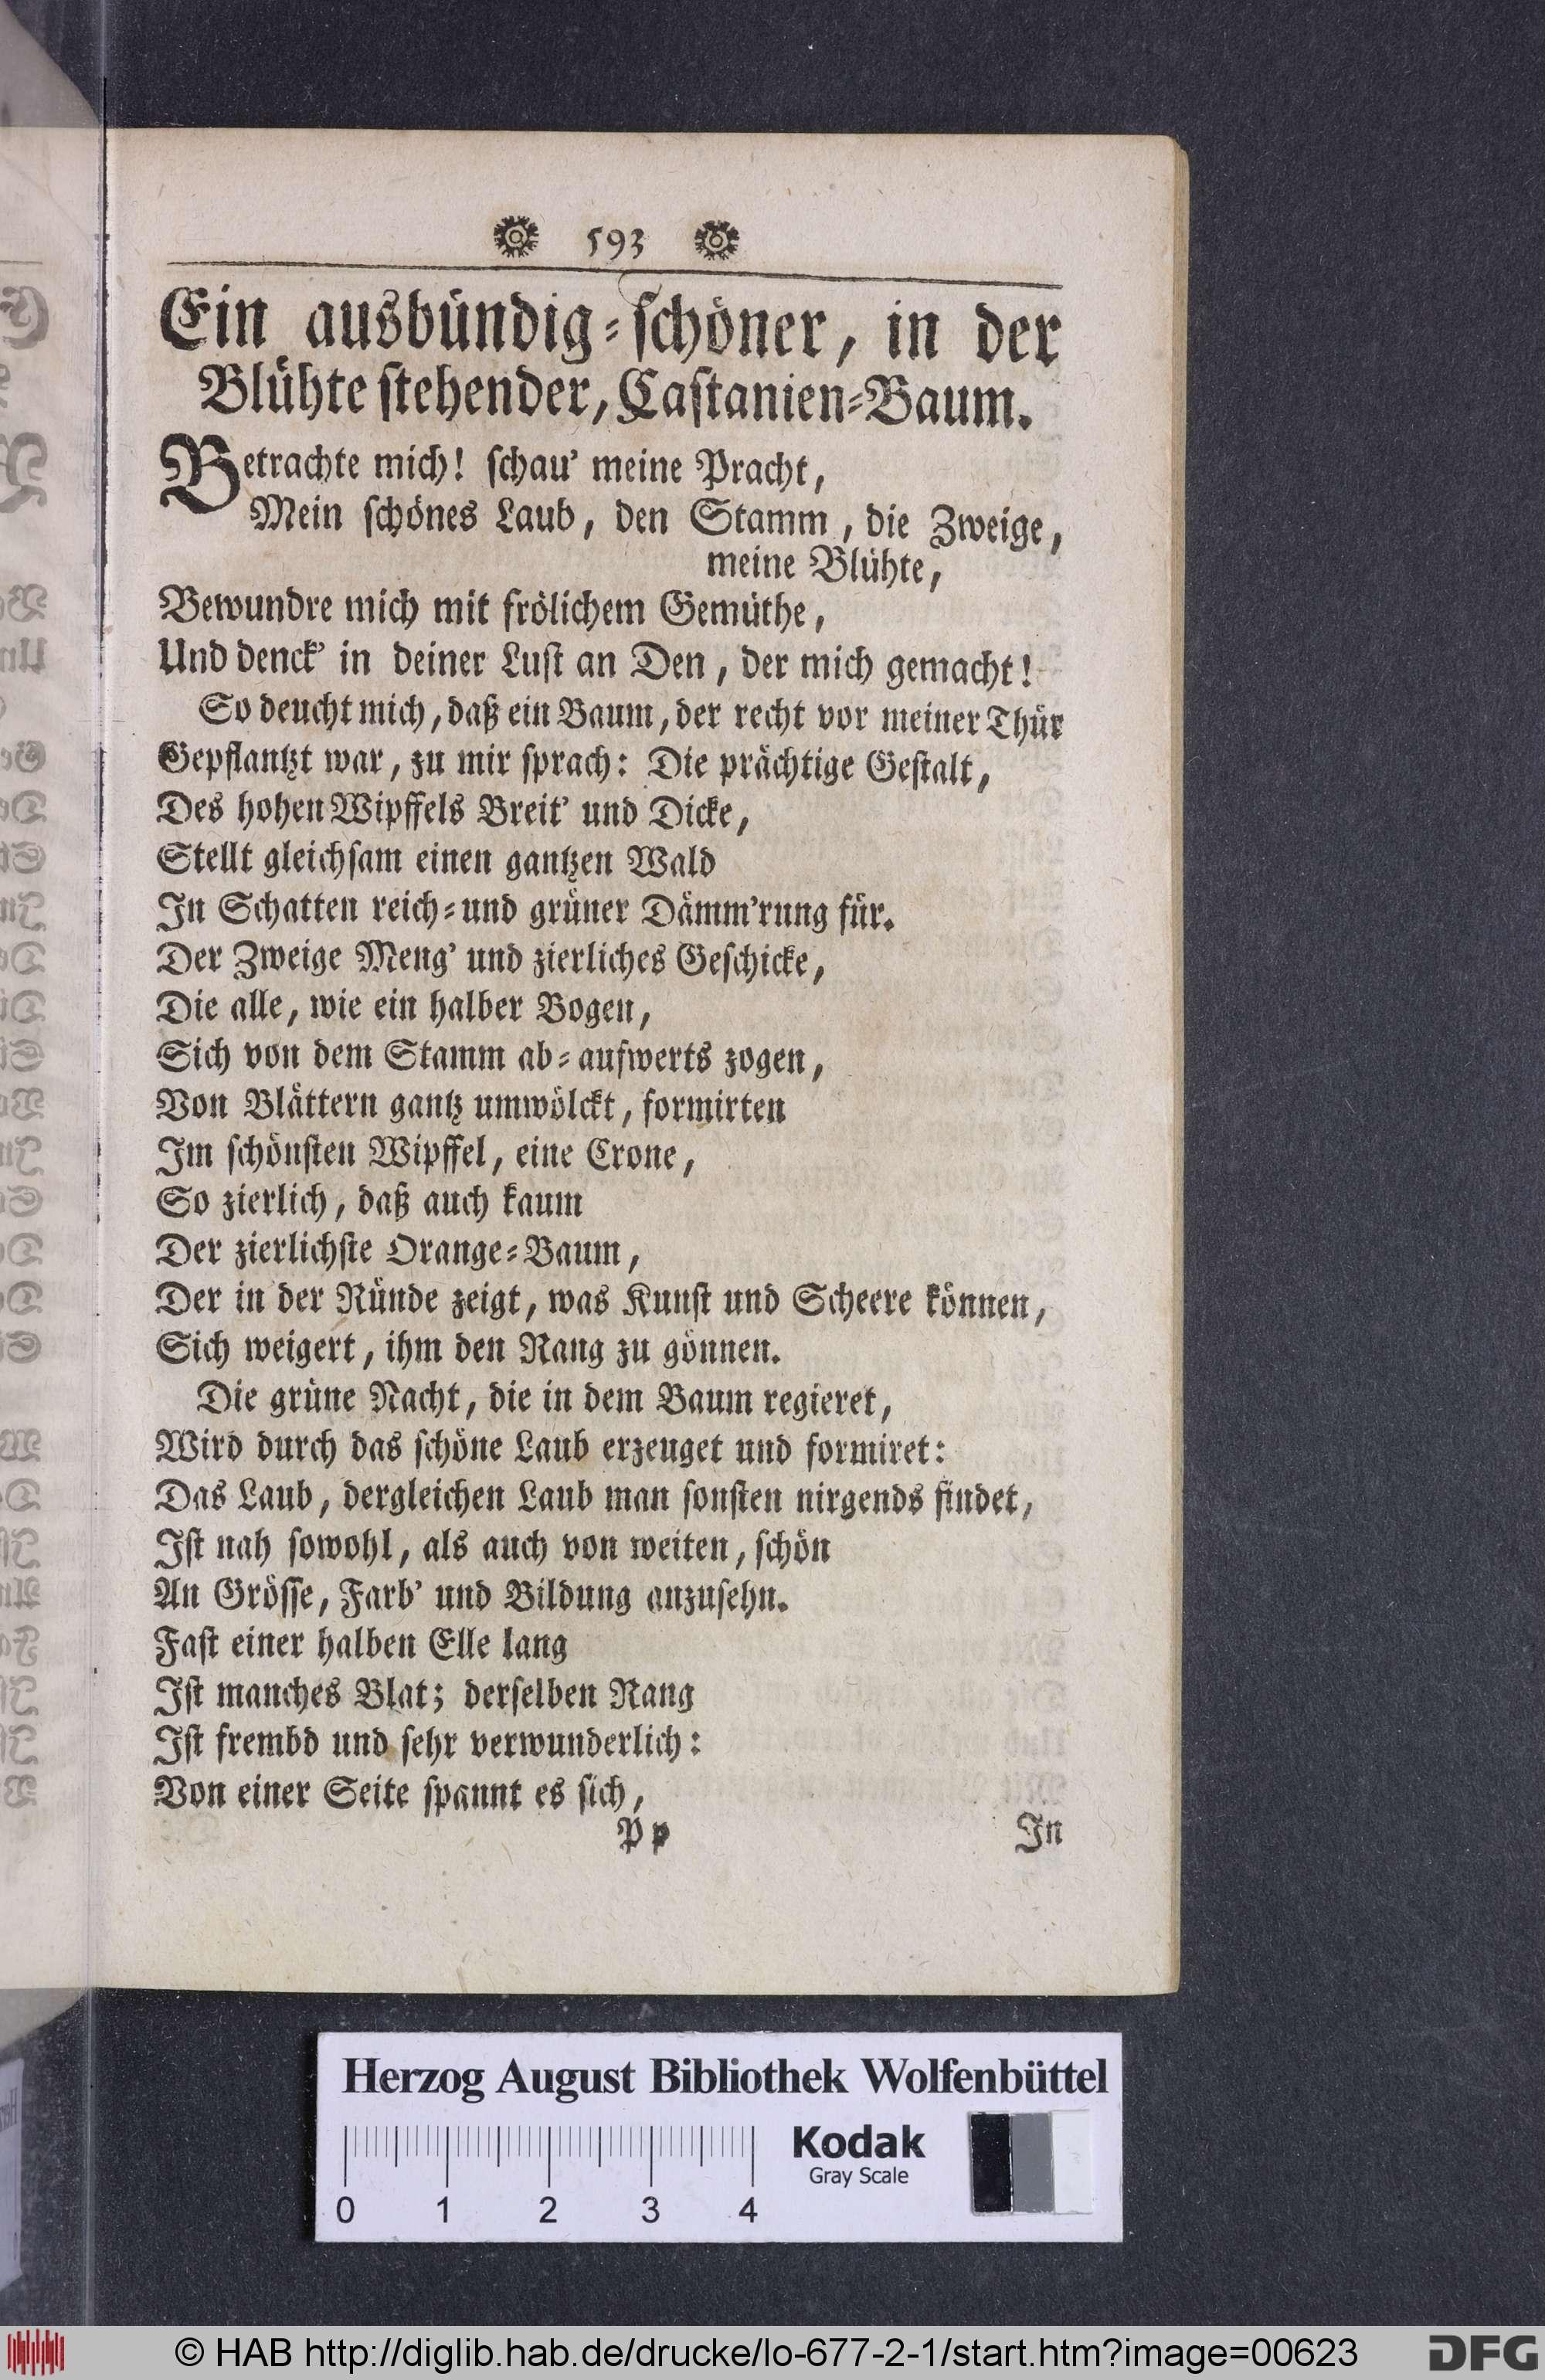 593
Ein ausbündig-schöner, in der
Blühte stehender, Castanien-Baum.
Betrachte mich! schau' meine Pracht,
Mein schönes Laub, den Stamm, die Zweige,
meine Blühte,
Bewundre mich mit frölichem Gemüthe,
Und denck' in deiner Lust an Den, der mich gemacht!
So deucht mich, daß ein Baum, der recht vor meiner Thür
Gepflantzt war, zu mir sprach: Die prächtige Gestalt,
Des hohen Wipffels Breit' und Dicke,
Stellt gleichsam einen gantzen Wald
In Schatten reich-und grüner Dämm'rung für.
Der Zweige Meng' und zierliches Geschicke,
Die alle, wie ein halber Bogen,
Sich von dem Stamm ab-aufwerts zogen,
Von Blättern gantz umwölckt, formirten
Im schönsten Wipffel, eine Crone,
So zierlich, daß auch kaum
Der zierlichste Orange-Baum,
Der in der Ründe zeigt, was Kunst und Scheere können,
Sich weigert, ihm den Rang zu gönnen.
Die grüne Nacht, die in dem Baum regieret,
Wird durch das schöne Laub erzeuget und formiret:
Das Laub, dergleichen Laub man sonsten nirgends findet,
Ist nah sowohl, als auch von weiten, schön
An Grösse, Farb' und Bildung anzusehn.
Fast einer halben Elle lang
Ist manches Blat; derselben Rang
Ist frembd und sehr verwunderlich:
Von einer Seite spannt es sich,
Pp In
Herzog August Bibliothek Wolfenbüttel
Kodak
Gray Scale
0 1 2 3 4
© HAB http://diglib.hab.de/drucke/lo-677-2-1/start.htm?image=00623 DFG